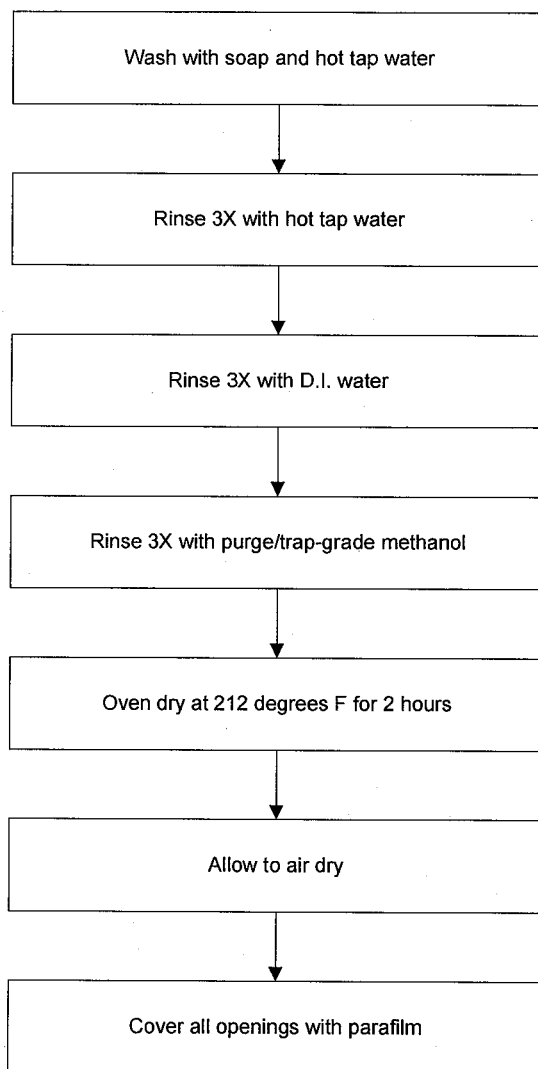 Wash with soap and hot tap water
Rinse 3X with hot tap water
Rinse 3X with D.I. water
Rinse 3X with purge/trap-grade methanol
Oven dry at 212 degrees F for 2 hours
Allow to air dry
Cover all openings with parafilm